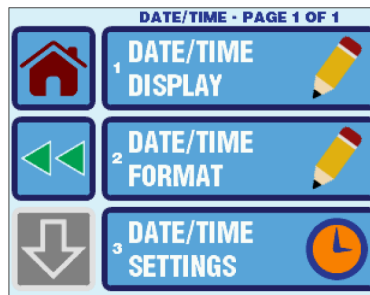 DATE/TIME - PAGE 1 OF 1
1 DATE/TIME
DISPLAY
2 DATE/TIME
FORMAT
3 DATE/TIME
SETTINGS